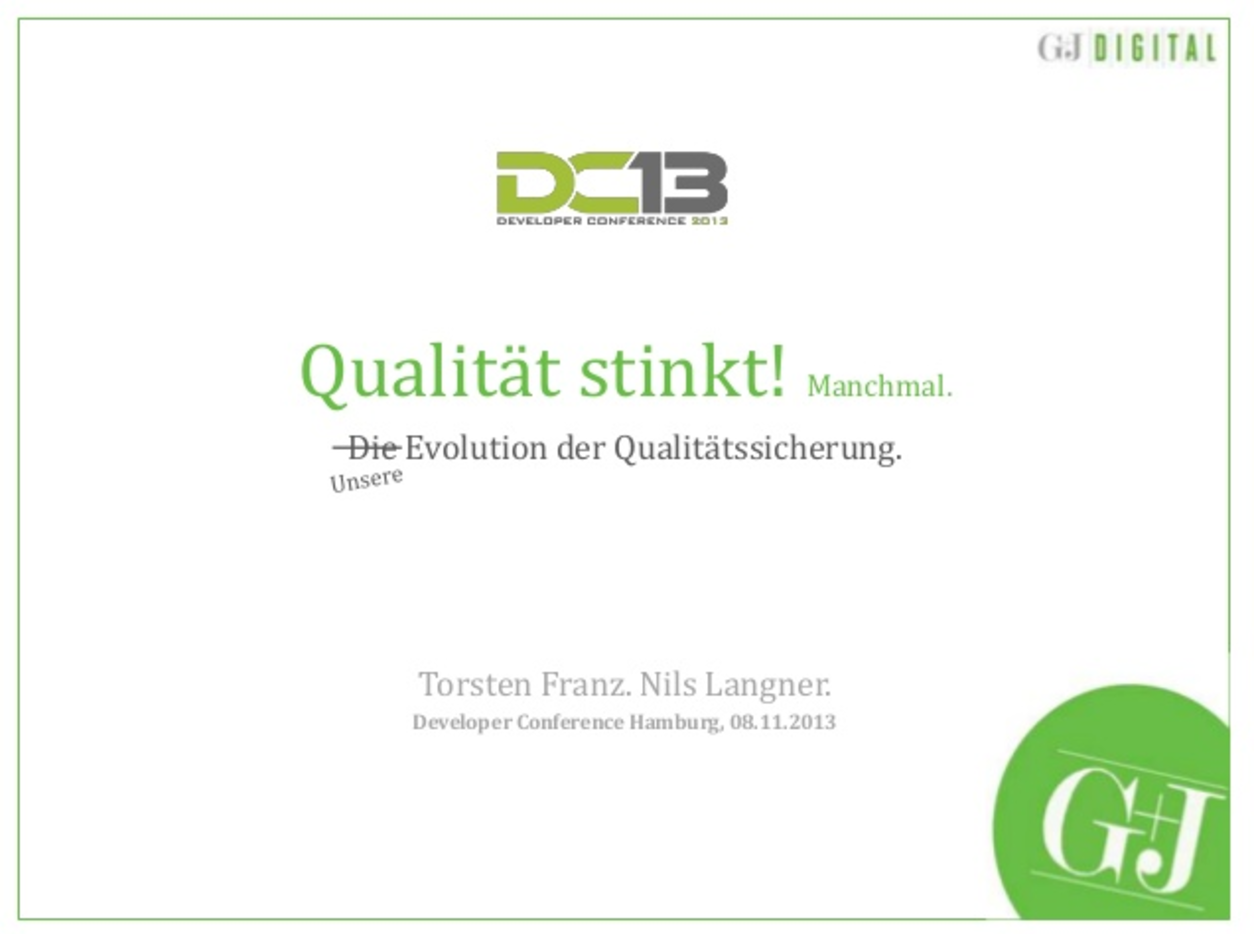 G+J DIGITAL
DC13
DEVELOPER CONFERENCE 2013
Qualität stinkt! Manchmal.
Die Evolution der Qualitätssicherung.
Unsere
Torsten Franz. Nils Langner.
Developer Conference Hamburg, 08.11.2013
G+J